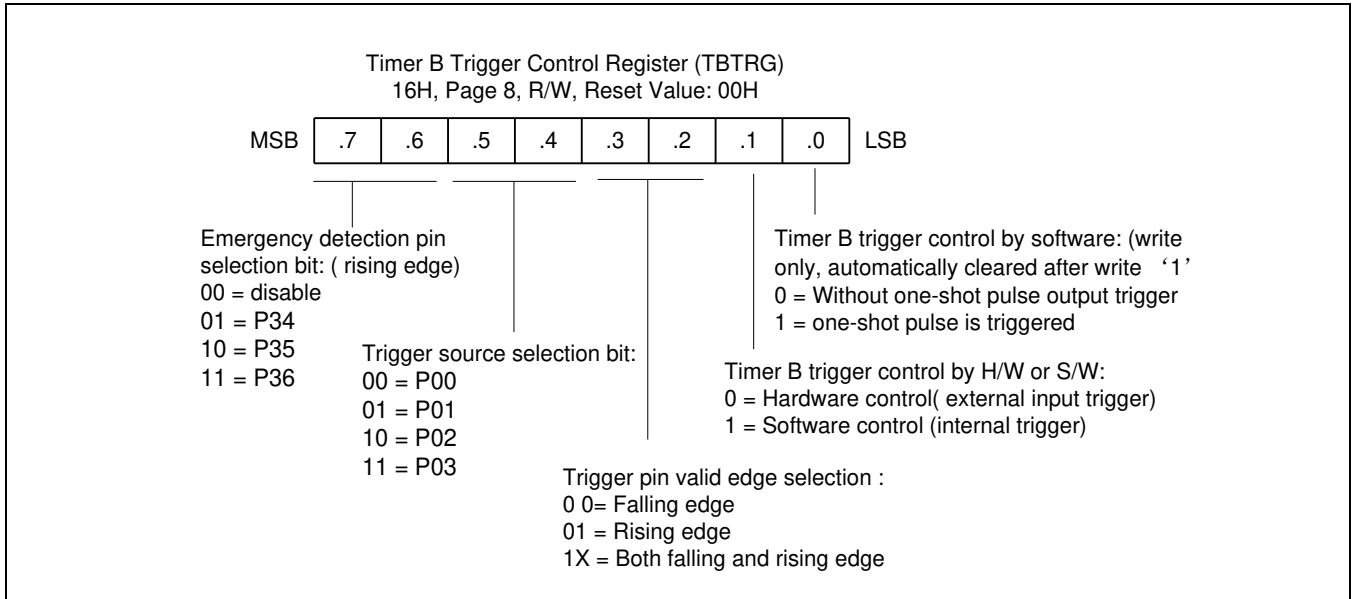 Timer B Trigger Control Register (TBTRG)
16H, Page 8, R/W, Reset Value: 00H
MSB .7 .6 .5 .4 .3 .2 .1 .0 LSB
Emergency detection pin
selection bit: ( rising edge)
00 = disable
01 = P34
10 = P35
11 = P36
Trigger source selection bit:
00 = P00
01 = P01
10 = P02
11 = P03
Trigger pin valid edge selection :
0 0= Falling edge
01 = Rising edge
1X = Both falling and rising edge
Timer B trigger control by H/W or S/W:
0 = Hardware control( external input trigger)
1 = Software control (internal trigger)
Timer B trigger control by software: (write
only, automatically cleared after write ‘1’
0 = Without one-shot pulse output trigger
1 = one-shot pulse is triggered